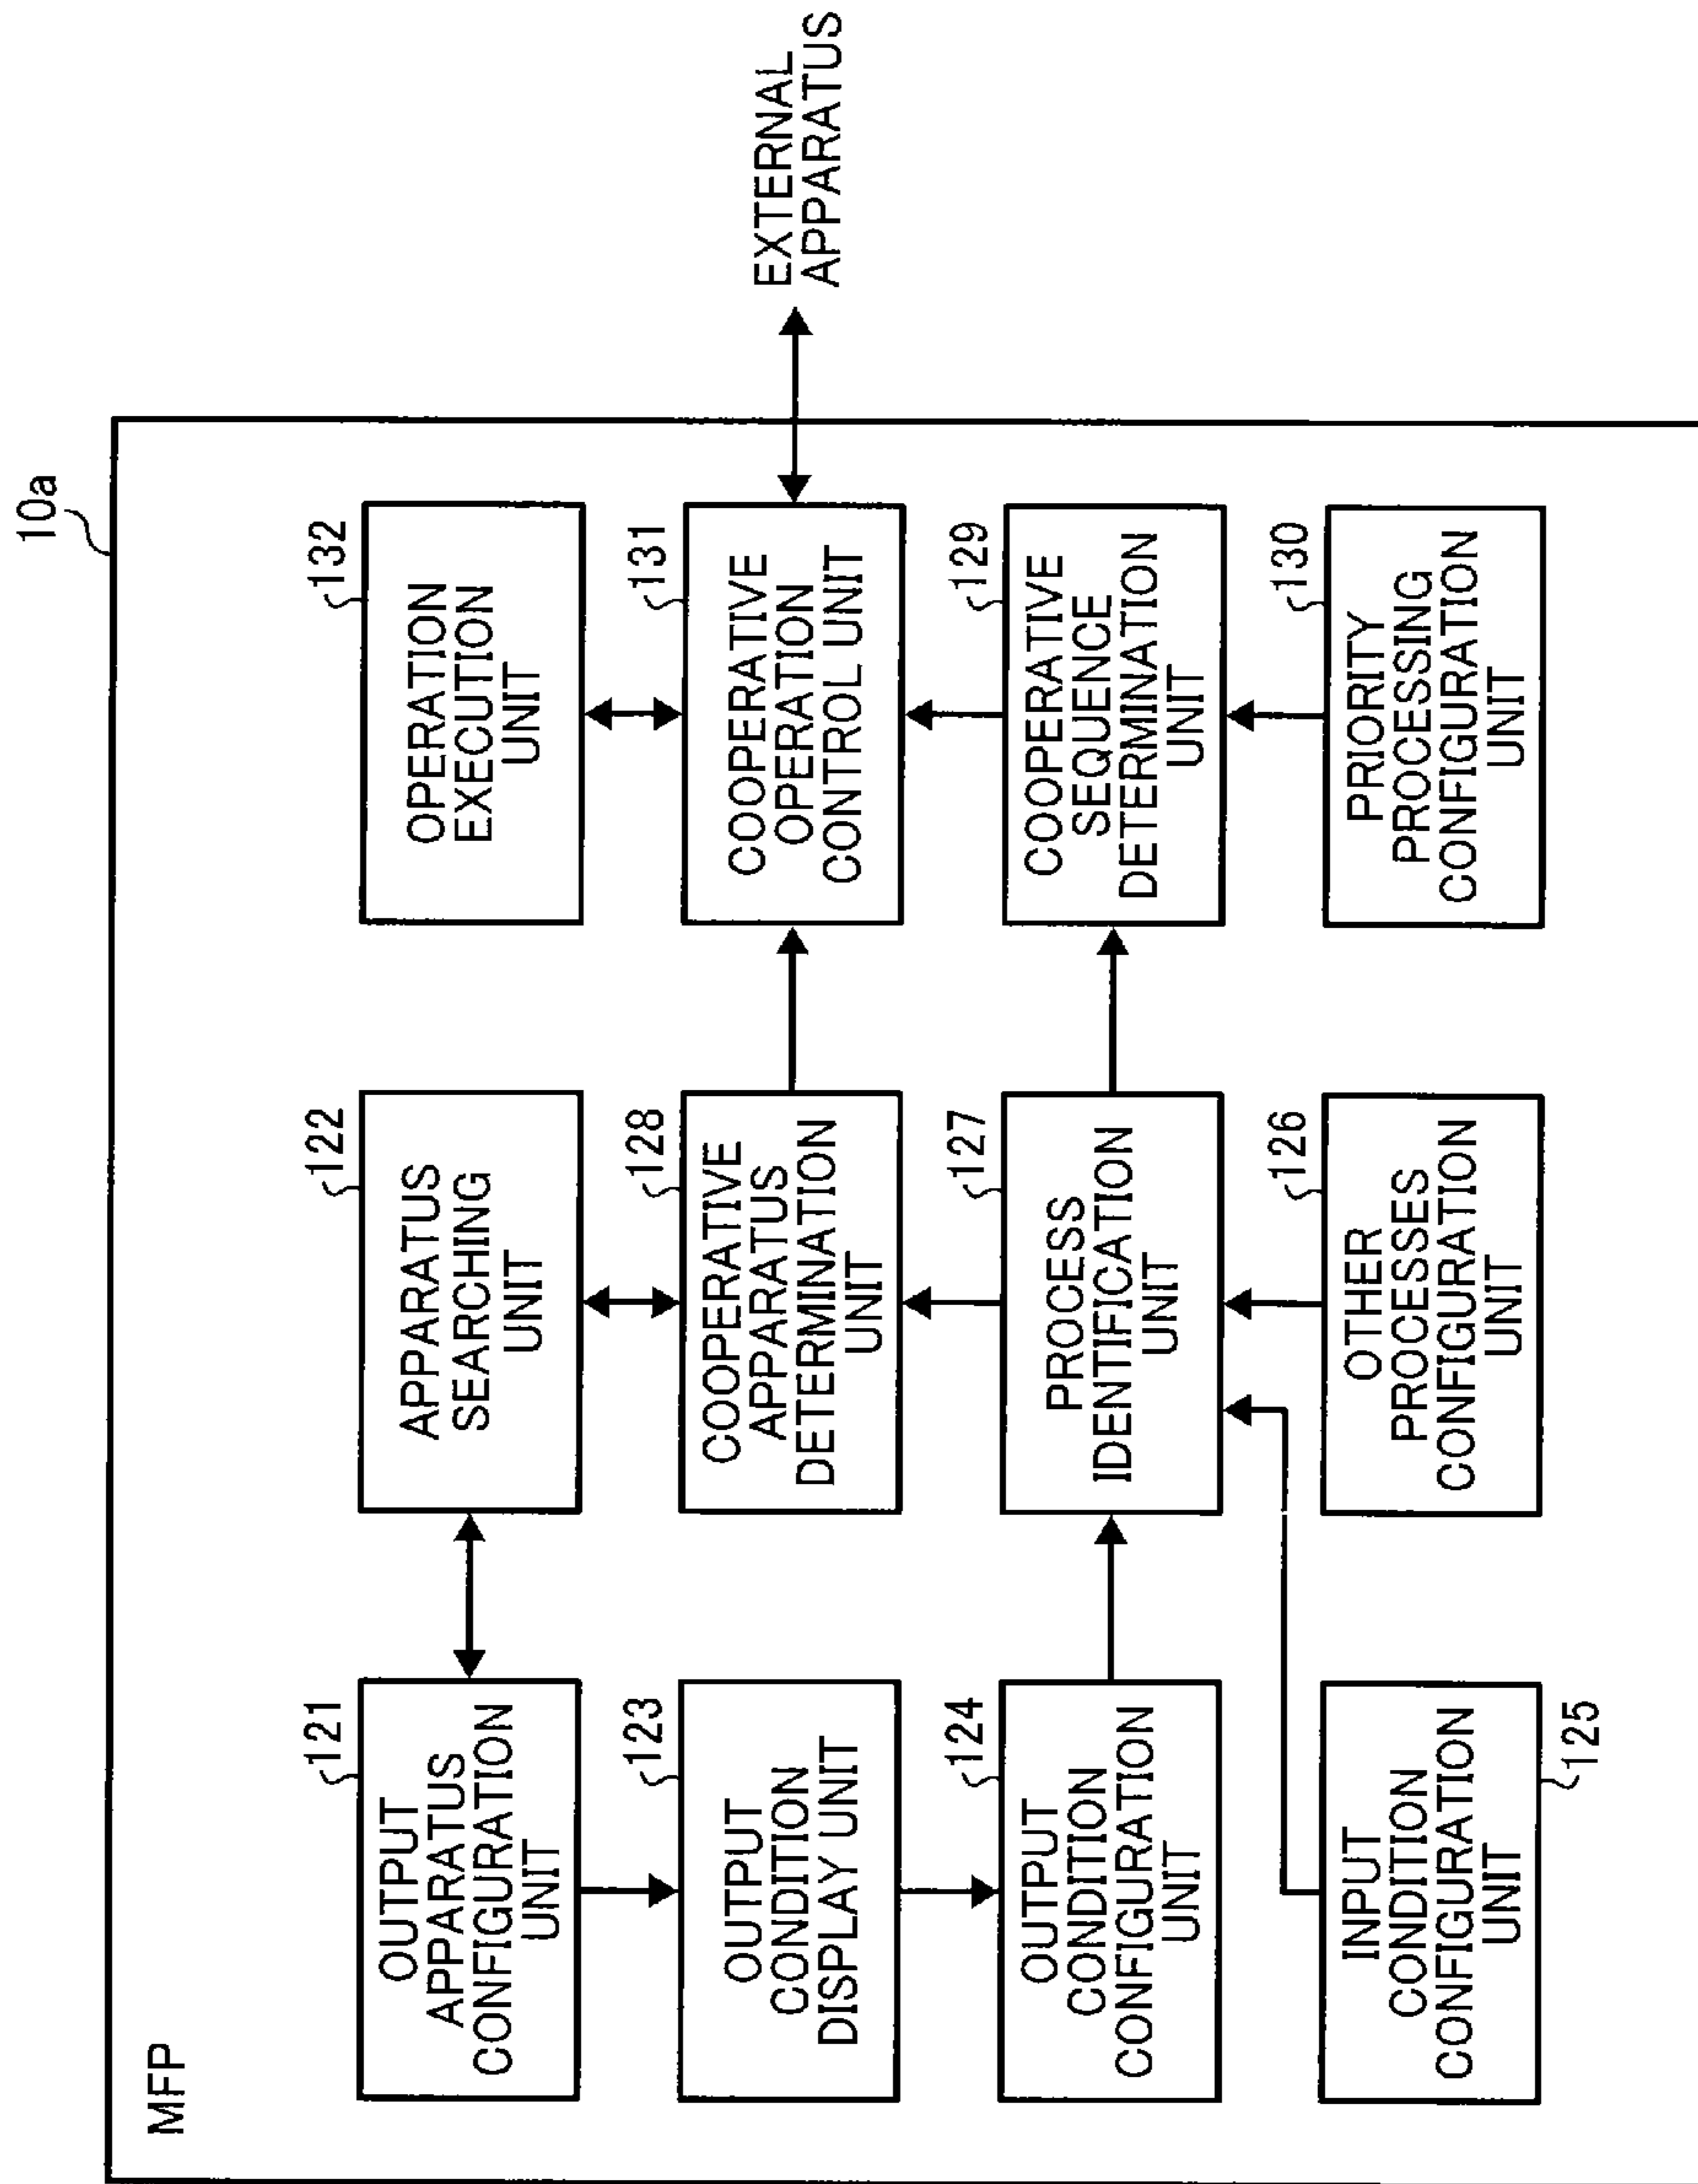 10a
MFP
121
OUTPUT
APPARATUS
CONFIGURATION
UNIT
122
APPARATUS
SEARCHING
UNIT
132
OPERATION
EXECUTION
UNIT
123
OUTPUT
CONDITION
DISPLAY UNIT
128
COOPERATIVE
APPARATUS
DETERMINATION
UNIT
131
COOPERATIVE
OPERATION
CONTROL UNIT
EXTERNAL
APPARATUS
124
OUTPUT
CONDITION
CONFIGURATION
UNIT
127
PROCESS
IDENTIFICATION
UNIT
129
COOPERATIVE
SEQUENCE
DETERMINATION
UNIT
INPUT
CONDITION
CONFIGURATION
UNIT
125
126
OTHER
PROCESSES
CONFIGURATION
UNIT
130
PRIORITY
PROCESSING
CONFIGURATION
UNIT